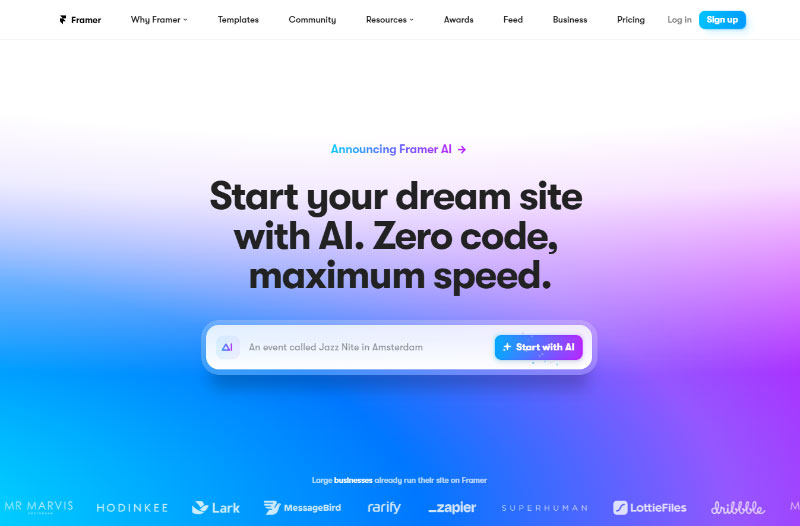 Framer
Why Framer
Templates
Community
Resources
Awards
Feed
Business
Pricing
Log in
Sign up
Announcing Framer AI →
Start your dream site
with AI. Zero code,
maximum speed.
AI
An event called Jazz Nite in Amsterdam
Start with AI
Large businesses already run their site on Framer
MR MARVIS
HODINKEE
Lark
MessageBird
rarify
_zapier
SUPERHUMAN
LottieFiles
dribbble
M